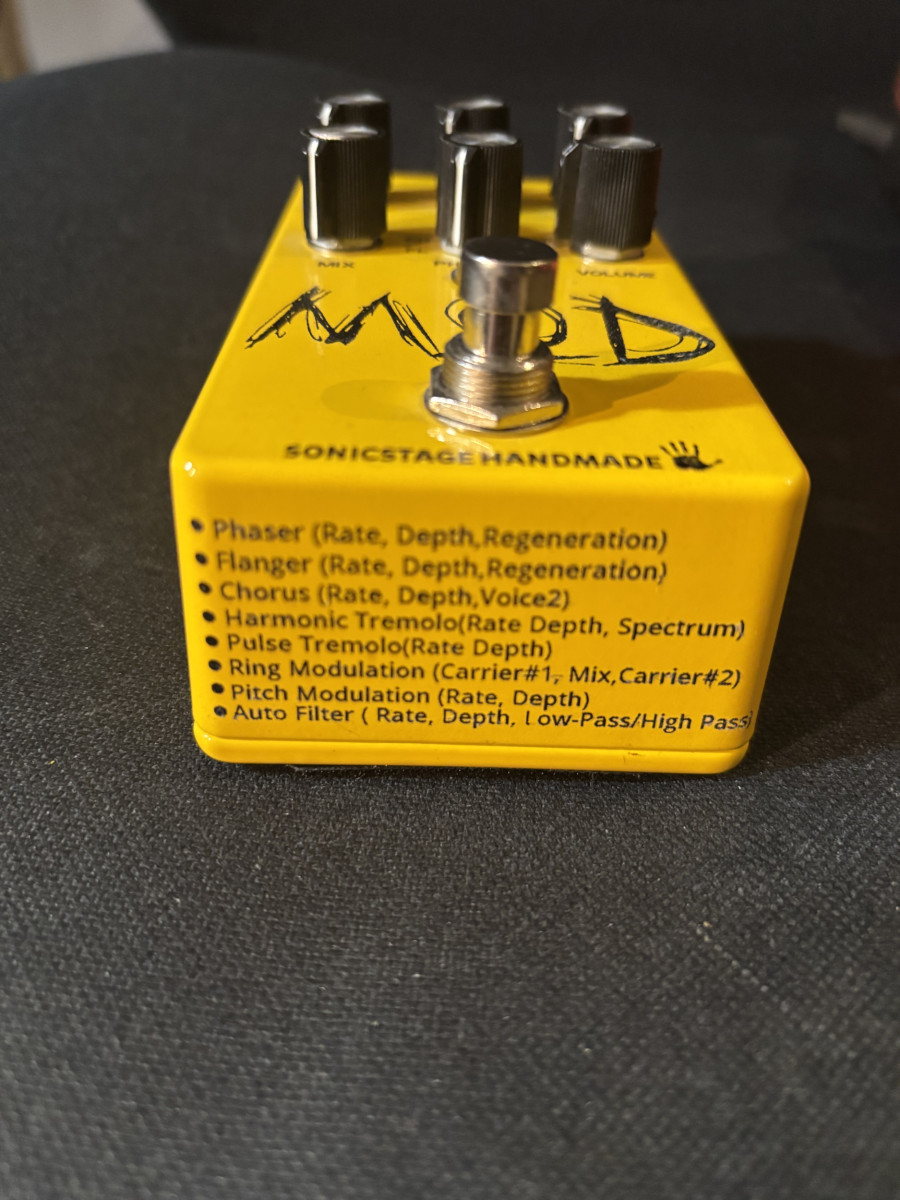 MIX
VOLUME
MOD
SONICSTAGE HANDMADE
• Phaser (Rate, Depth,Regeneration)
• Flanger (Rate, Depth,Regeneration)
• Chorus (Rate, Depth,Voice2)
• Harmonic Tremolo(Rate Depth, Spectrum)
• Pulse Tremolo(Rate Depth)
• Ring Modulation (Carrier#1, Mix,Carrier#2)
• Pitch Modulation (Rate, Depth)
• Auto Filter ( Rate, Depth, Low-Pass/High Pass)